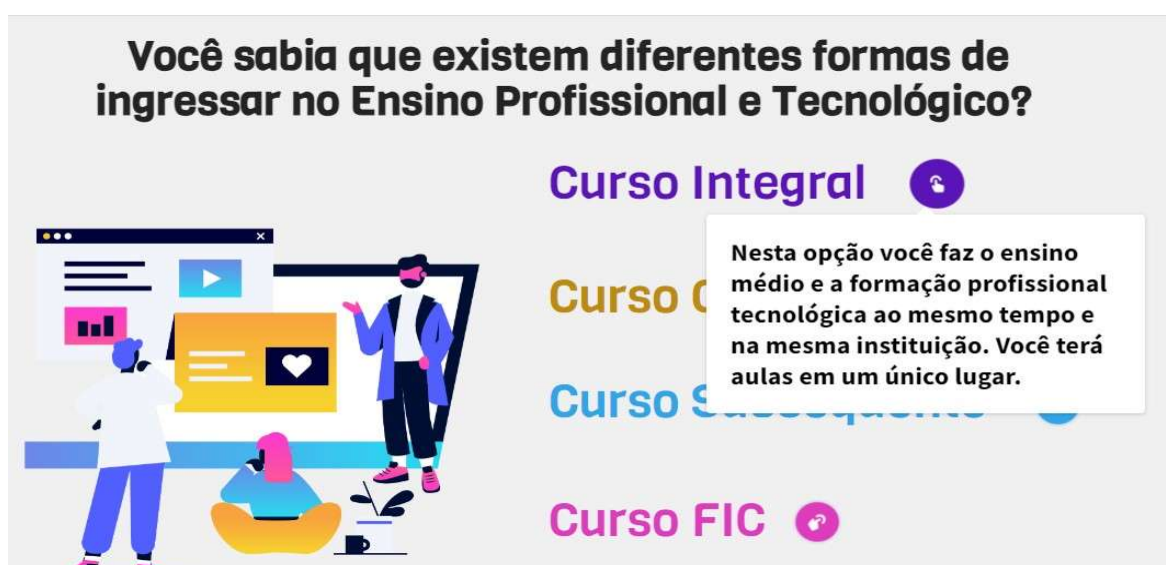 Você sabia que existem diferentes formas de
ingressar no Ensino Profissional e Tecnológico?
Curso Integral
Nesta opção você faz o ensino
médio e a formação profissional
tecnológica ao mesmo tempo e
na mesma instituição. Você terá
aulas em um único lugar.
Curso
Curso
Curso FIC